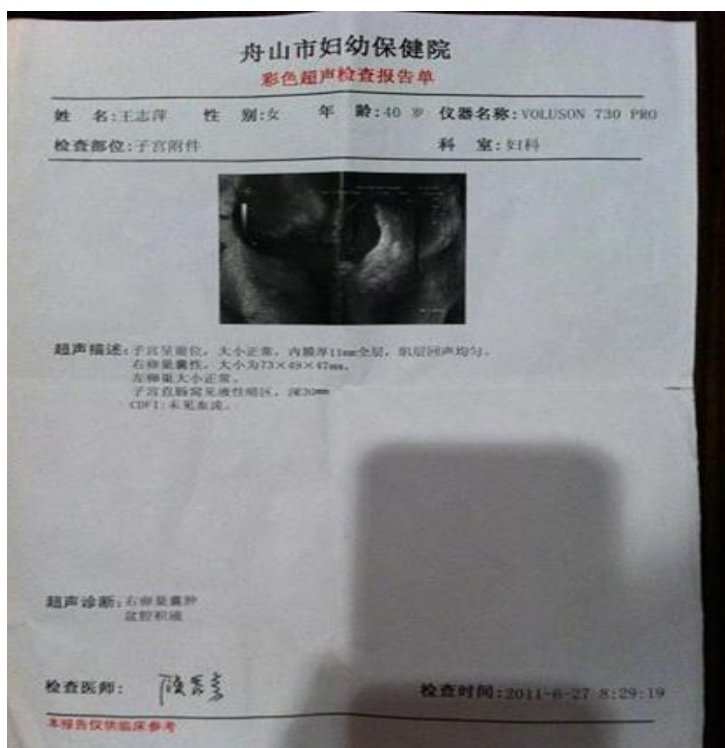 舟山市妇幼保健院
彩色超声检查报告单
姓 名:王志萍 性 别:女 年 龄:40 岁 仪器名称:VOLUSON 730 PRO
检查部位:子宫附件 科 室:妇科
超声描述:子宫呈前位，大小正常，内膜厚11mm全层，肌层回声均匀。
右卵巢囊性，大小为73×49×47mm。
左卵巢大小正常。
子宫直肠窝见液性暗区，深30mm
CDFI:未见血流。
超声诊断:右卵巢囊肿
盆腔积液
检查医师:
检查时间:2011-6-27 8:29:19
本报告仅供临床参考